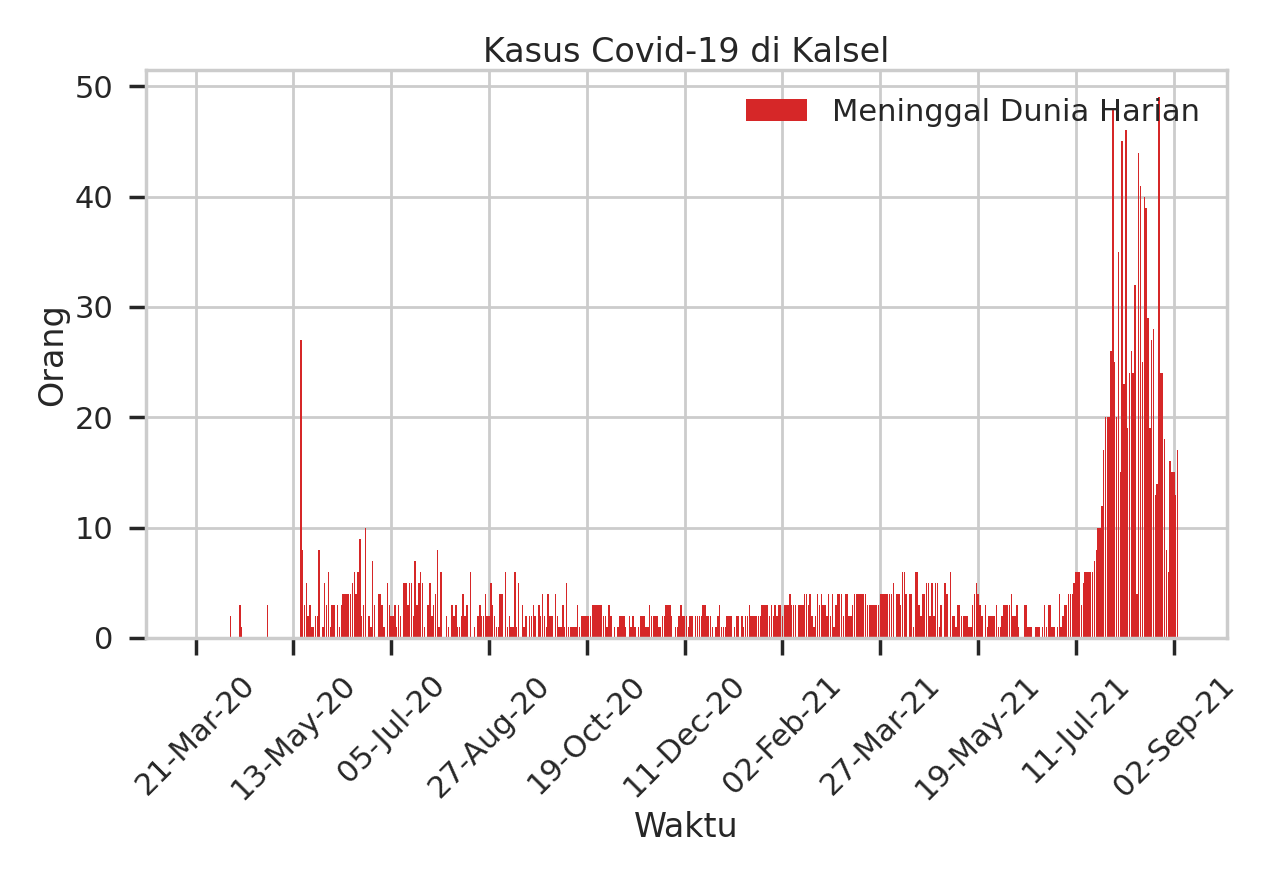 Kasus Covid-19 di Kalsel
Meninggal Dunia Harian
Orang
50
40
30
20
10
0
21-Mar-20
13-May-20
05-Jul-20
27-Aug-20
19-Oct-20
11-Dec-20
02-Feb-21
27-Mar-21
19-May-21
11-Jul-21
02-Sep-21
Waktu